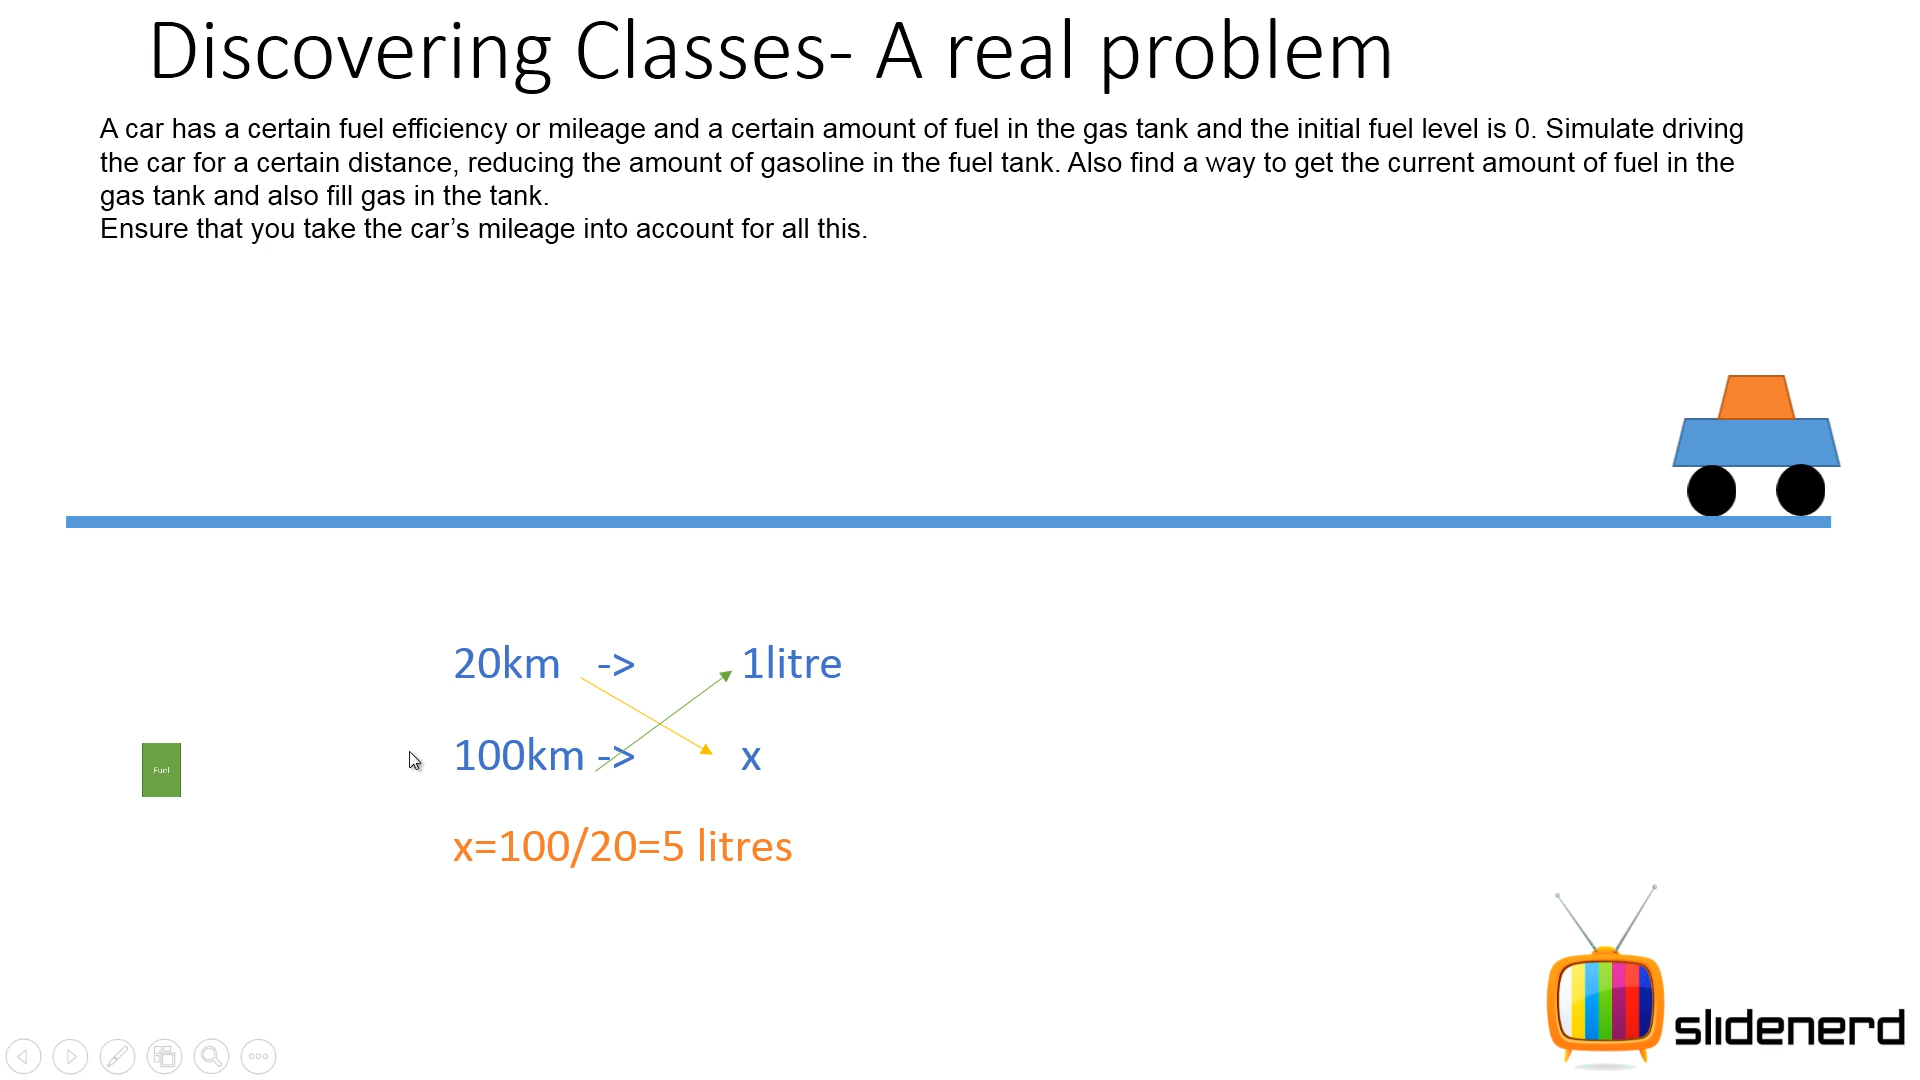 Discovering Classes- A real problem
A car has a certain fuel efficiency or mileage and a certain amount of fuel in the gas tank and the initial fuel level is 0. Simulate driving
the car for a certain distance, reducing the amount of gasoline in the fuel tank. Also find a way to get the current amount of fuel in the
gas tank and also fill gas in the tank.
Ensure that you take the car’s mileage into account for all this.
20km -> 1litre
100km -> x
Fuel
x=100/20=5 litres
slidenerd